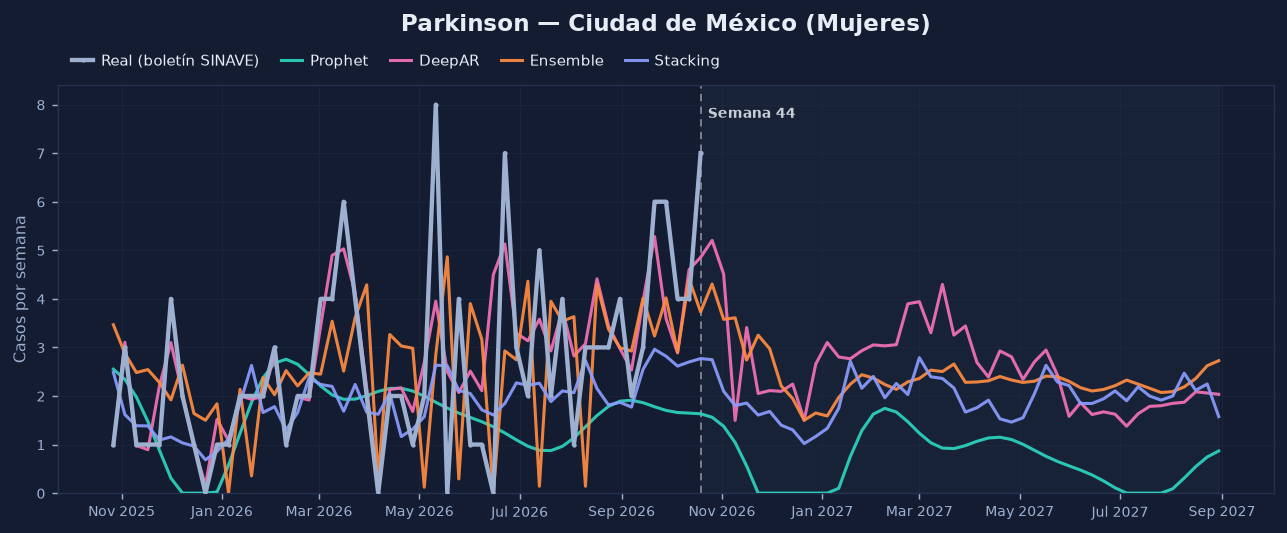 Parkinson — Ciudad de México (Mujeres)
Real (boletín SINAVE) Prophet DeepAR Ensemble Stacking
Semana 44
Casos por semana
8
7
6
5
4
3
2
1
0
Nov 2025 Jan 2026 Mar 2026 May 2026 Jul 2026 Sep 2026 Nov 2026 Jan 2027 Mar 2027 May 2027 Jul 2027 Sep 2027